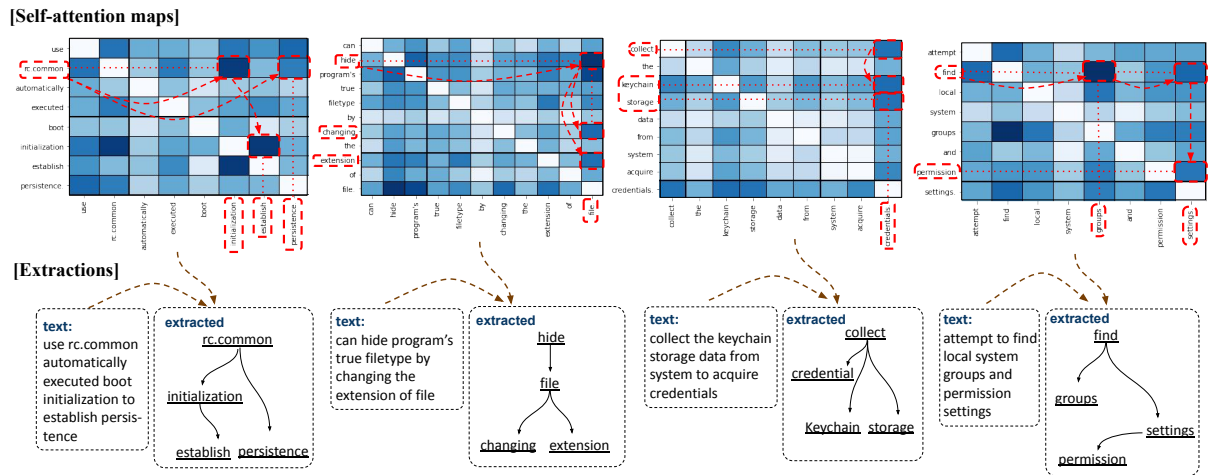 [Self-attention maps]
use
rc.common
automatically
executed
boot
initialization
establish
persistence.
use
rc.common
automatically
executed
boot
initialization
establish
persistence
can
hide
program's
true
filetype
by
changing
the
extension
of
file
can
hide
program's
true
filetype
by
changing
the
extension
of
file
collect
the
keychain
storage
data
from
system
acquire
credentials.
collect
the
keychain
storage
data
from
system
acquire
credentials
attempt
find
local
system
groups
and
permission
settings.
attempt
find
local
system
groups
and
permission
settings
[Extractions]
text:
use rc.common
automatically
executed boot
initialization to
establish persis-
tence
extracted
rc.common
initialization
establish persistence
text:
can hide program's
true filetype by
changing the
extension of file
extracted
hide
file
changing extension
text:
collect the keychain
storage data from
system to acquire
credentials
extracted
collect
credential
Keychain storage
text:
attempt to find
local system
groups and
permission
settings
extracted
find
groups
settings
permission